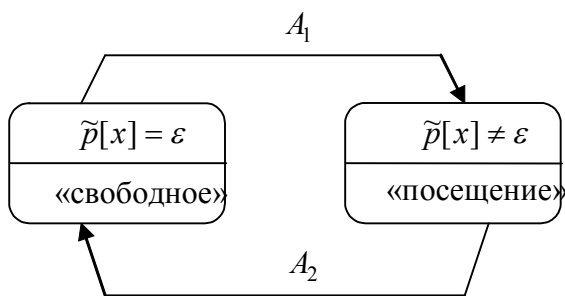 A₁
p̃[x] = ε
p̃[x] ≠ ε
«свободное»
«посещение»
A₂